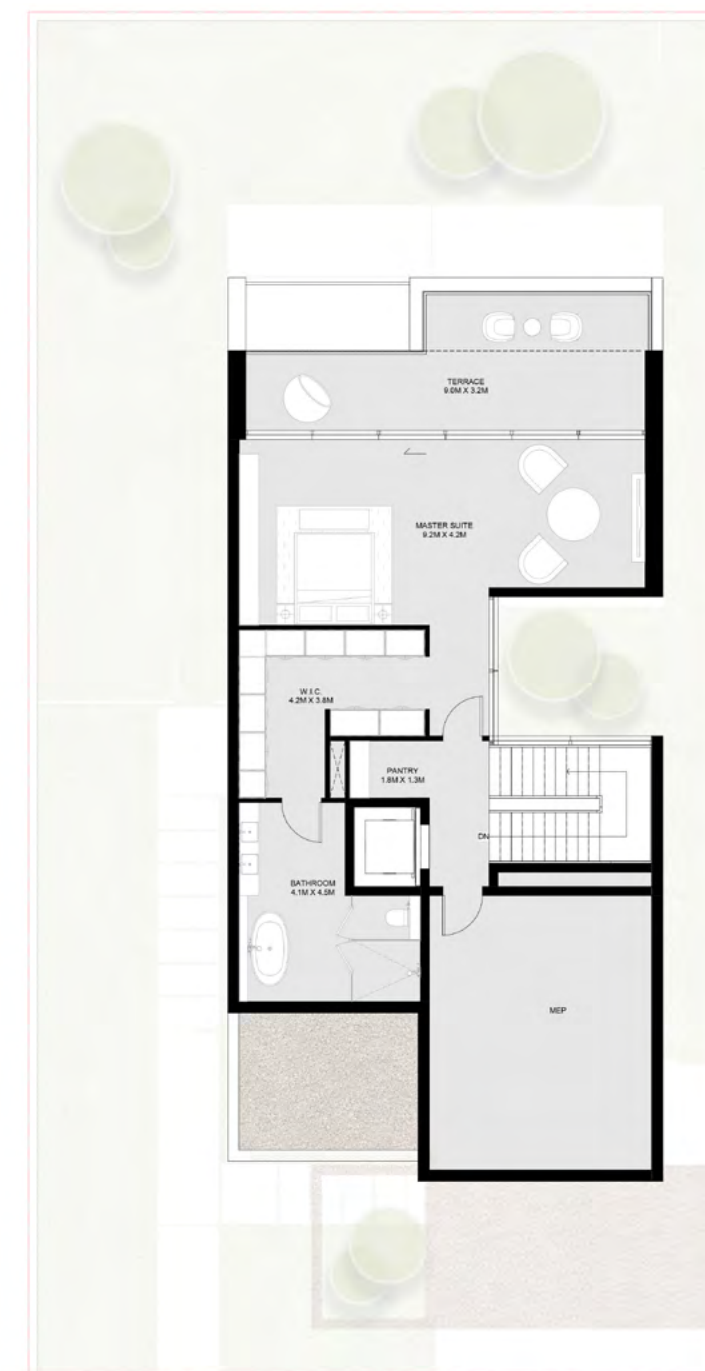 TERRACE
9.0M X 3.2M
MASTER SUITE
9.2M X 4.2M
W.I.C.
4.2M X 3.8M
PANTRY
1.8M X 1.3M
DN
BATHROOM
4.1M X 4.5M
MEP